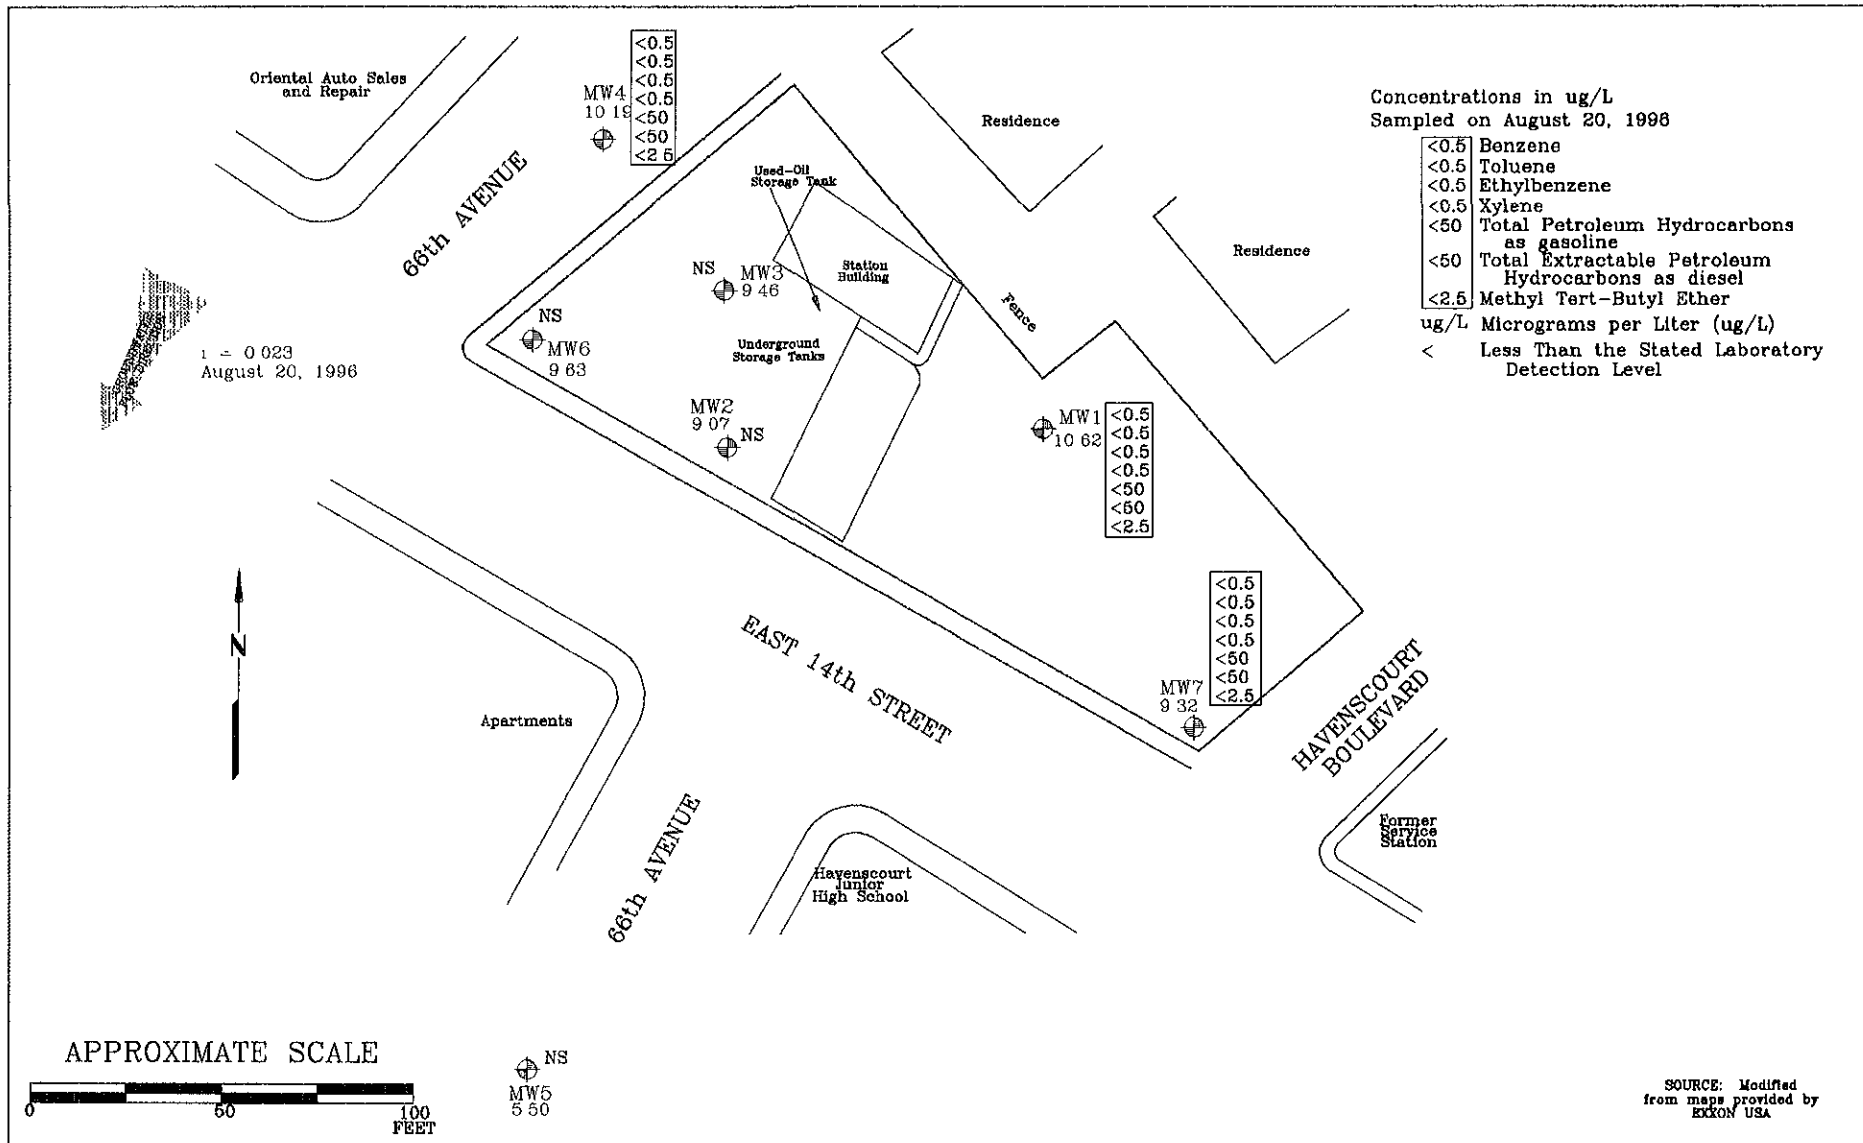 Oriental Auto Sales
and Repair
MW4
10 19
<0.5
<0.5
<0.5
<0.5
<50
<50
<2 5
66th AVENUE
Residence
Residence
Concentrations in ug/L
Sampled on August 20, 1996
<0.5 Benzene
<0.5 Toluene
<0.5 Ethylbenzene
<0.5 Xylene
<50 Total Petroleum Hydrocarbons
as gasoline
<50 Total Extractable Petroleum
Hydrocarbons as diesel
<2.5 Methyl Tert-Butyl Ether
ug/L Micrograms per Liter (ug/L)
< Less Than the Stated Laboratory
Detection Level
Used-Oil
Storage Tank
Station
Building
NS
MW3
9 46
Fence
NS
MW6
9 63
Underground
Storage Tanks
i = 0 023
August 20, 1996
MW2
9 07
NS
MW1
10 62
<0.5
<0.5
<0.5
<0.5
<50
<50
<2.5
N
EAST 14th STREET
<0.5
<0.5
<0.5
<0.5
<50
<50
<2.5
MW7
9 32
HAVENSCOURT
BOULEVARD
Apartments
66th AVENUE
Havenscourt
Junior
High School
Former
Service
Station
APPROXIMATE SCALE
0 50 100
FEET
NS
MW5
5 50
SOURCE: Modified
from maps provided by
EXXON USA